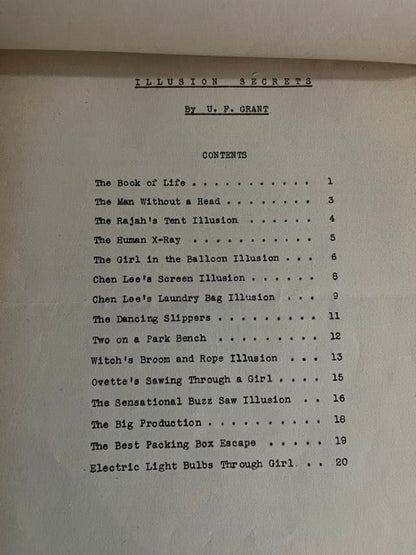 ILLUSION SECRETS
By U. F. GRANT
CONTENTS
The Book of Life . . . . . . . . . . . 1
The Man Without a Head . . . . . . . . 3
The Rajah's Tent Illusion . . . . . . 4
The Human X-Ray . . . . . . . . . . . 5
The Girl in the Balloon Illusion . . . 6
Chen Lee's Screen Illusion . . . . . . 8
Chen Lee's Laundry Bag Illusion . . . 9
The Dancing Slippers . . . . . . . . . 11
Two on a Park Bench . . . . . . . . . 12
Witch's Broom and Rope Illusion . . . 13
Ovette's Sawing Through a Girl . . . . 15
The Sensational Buzz Saw Illusion . . 16
The Big Production . . . . . . . . . . 18
The Best Packing Box Escape . . . . . 19
Electric Light Bulbs Through Girl. . . 20